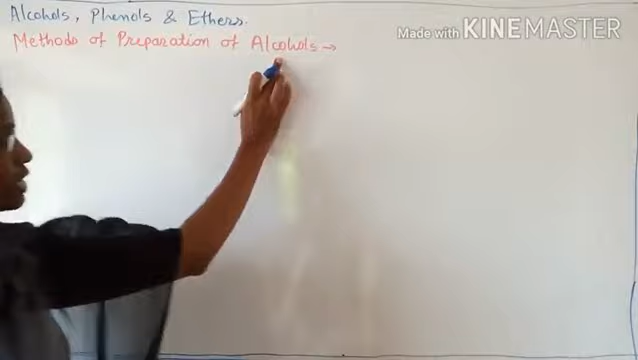 Alcohols, Phenols & Ethers.
Methods of Preparation of Alcohols →
Made with KINEMASTER